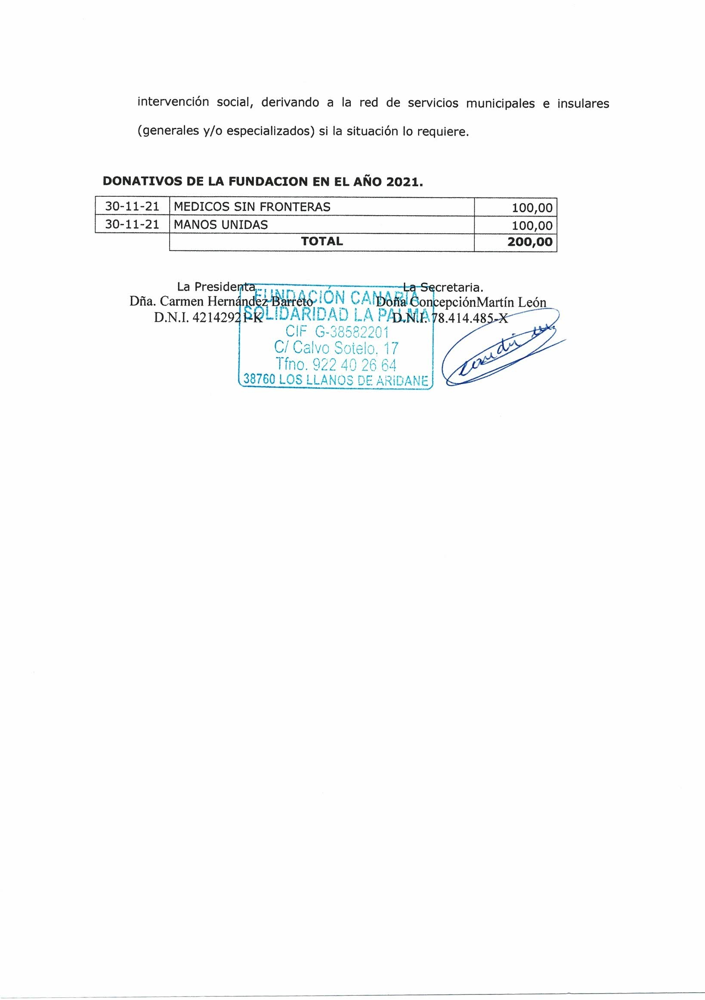 intervención social, derivando a la red de servicios municipales e insulares
(generales y/o especializados) si la situación lo requiere.
DONATIVOS DE LA FUNDACION EN EL AÑO 2021.
30-11-21 MEDICOS SIN FRONTERAS 100,00
30-11-21 MANOS UNIDAS 100,00
TOTAL 200,00
La Presidenta. La Secretaria.
Dña. Carmen Hernández Barreto Doña ConcepciónMartín León
D.N.I. 42142921-K D.N.I. 78.414.485-X
FUNDACIÓN CANARIA
SOLIDARIDAD LA PALMA
CIF G-38582201
C/ Calvo Sotelo, 17
Tfno. 922 40 26 64
38760 LOS LLANOS DE ARIDANE